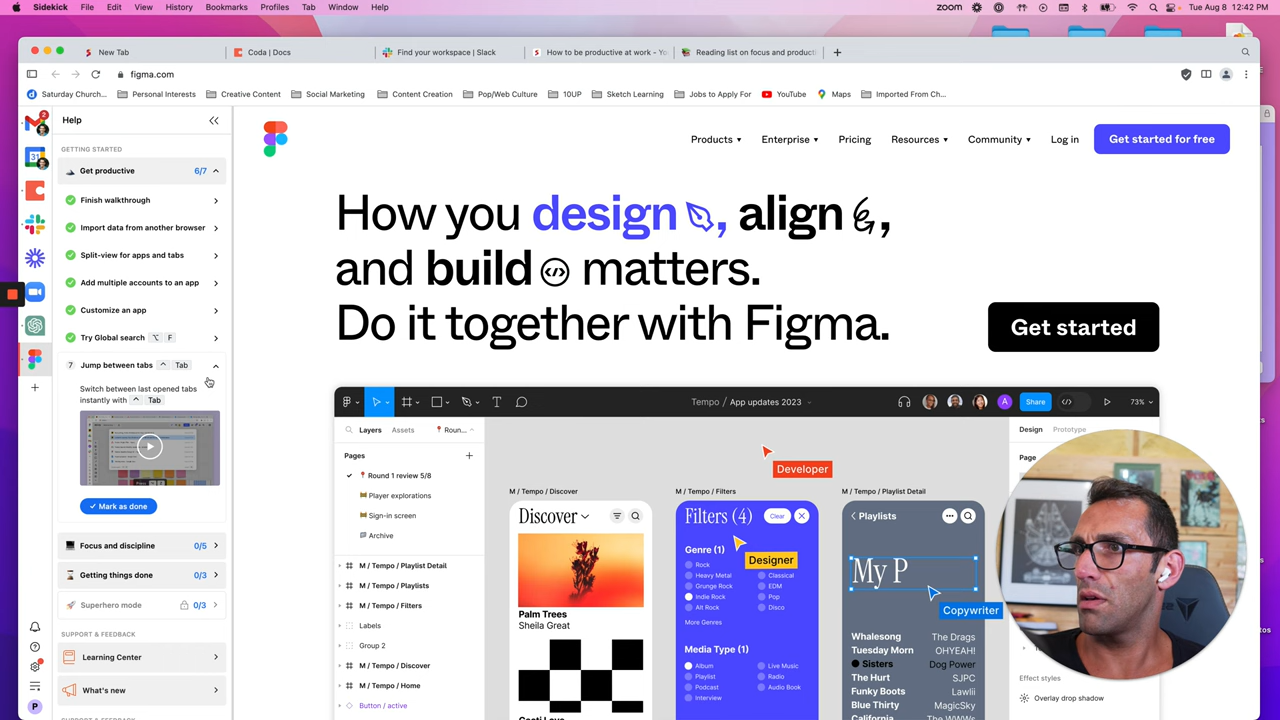 Sidekick File Edit View History Bookmarks Profiles Tab Window Help
zoom Tue Aug 8 12:42 PM
New Tab
Coda | Docs
Find your workspace | Slack
How to be productive at work - Yo
Reading list on focus and product
figma.com
Saturday Church...
Personal Interests
Creative Content
Social Marketing
Content Creation
Pop/Web Culture
10UP
Sketch Learning
Jobs to Apply For
YouTube
Maps
Imported From Ch...
2
31
P
Help
GETTING STARTED
Get productive 6/7
Finish walkthrough
Import data from another browser
Split-view for apps and tabs
Add multiple accounts to an app
Customize an app
Try Global search ⌥ F
7 Jump between tabs ^ Tab
Switch between last opened tabs
instantly with ^ Tab
Mark as done
Focus and discipline 0/5
Getting things done 0/3
Superhero mode 0/3
SUPPORT & FEEDBACK
Learning Center
What's new
Products
Enterprise
Pricing
Resources
Community
Log in
Get started for free
How you design, align,
and build matters.
Do it together with Figma.
Get started
Tempo / App updates 2023
A
Share
73%
Layers Assets Roun...
Pages
Round 1 review 5/8
Player explorations
Sign-in screen
Archive
M / Tempo / Playlist Detail
M / Tempo / Playlists
M / Tempo / Filters
Labels
Group 2
M / Tempo / Discover
M / Tempo / Home
Button / active
Developer
M / Tempo / Discover
Discover
Palm Trees
Sheila Great
M / Tempo / Filters
Filters (4)
Clear
Designer
Genre (1)
Rock
Heavy Metal Classical
Grunge Rock EDM
Indie Rock Pop
Alt Rock Disco
More Genres
Media Type (1)
Album Live Music
Playlist Radio
Podcast Audio Book
Interview
M / Tempo / Playlist Detail
Playlists
My P
Copywriter
Whalesong The Drags
Tuesday Morn OHYEAH!
Sisters Dog Power
The Hurt SJPC
Funky Boots Lawlii
Blue Thirty MagicSky
California The WWWs
Design Prototype
Page
Effect styles
Overlay drop shadow